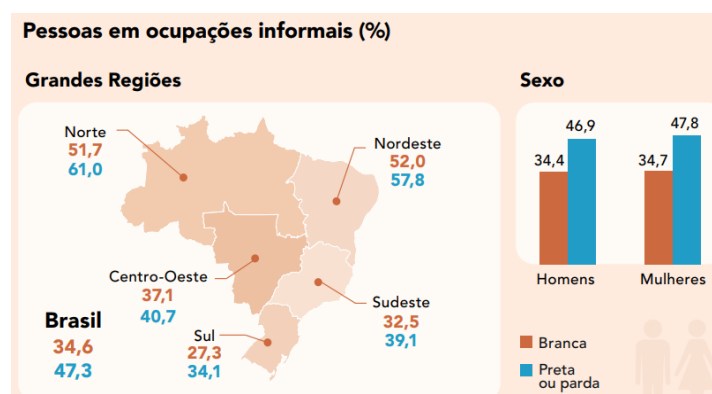 Pessoas em ocupações informais (%)
Grandes Regiões
Norte
51,7
61,0
Nordeste
52,0
57,8
Centro-Oeste
37,1
40,7
Sudeste
32,5
39,1
Sul
27,3
34,1
Brasil
34,6
47,3
Sexo
34,4
46,9
34,7
47,8
Homens
Mulheres
Branca
Preta
ou parda